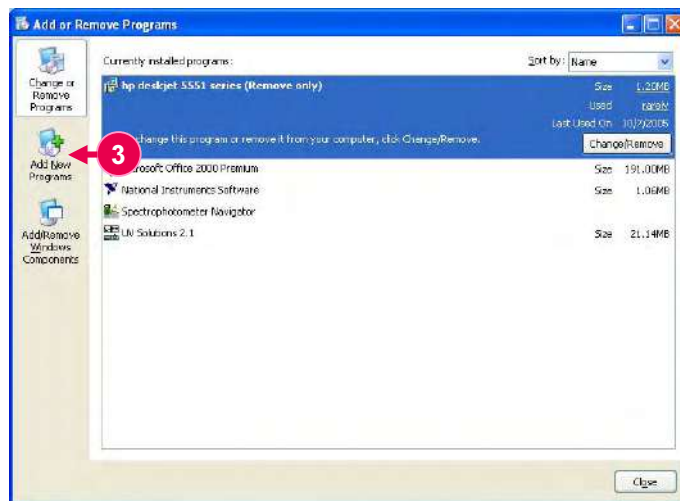 Add or Remove Programs
Change or
Remove
Programs
Add New
Programs
Add/Remove
Windows
Components
Currently installed programs:
Sort by: Name
hp deskjet 5551 series (Remove only)
Size 1.20MB
Used rarely
Last Used On 10/2/2005
change this program or remove it from your computer, click Change/Remove.
Change/Remove
3
rosoft Office 2000 Premium
Size 191.00MB
National Instruments Software
Size 1.06MB
Spectrophotometer Navigator
UV Solutions 2.1
Size 21.14MB
Close